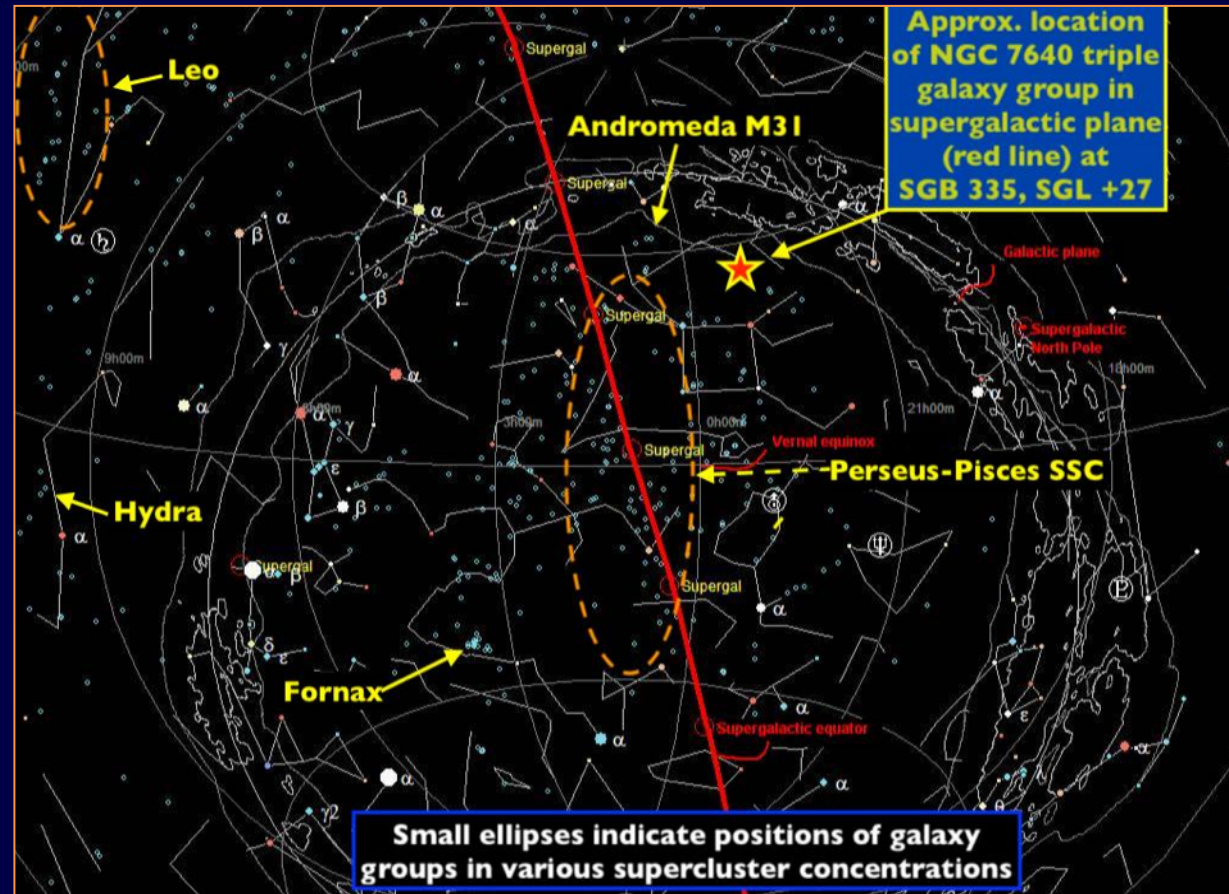 Approx. location
of NGC 7640 triple
galaxy group in
supergalactic plane
(red line) at
SGB 335, SGL +27
Supergal
Leo
Andromeda M31
Supergal
α
β
α
β
α
α
Galactic plane
β
Supergal
Supergalactic
North Pole
γ
9h00m
18h00m
α
α
α
α
3h00m
0h00m
21h00m
γ
Vernal equinox
Supergal
ε
Perseus-Pisces SSC
β
Hydra
α
Supergal
α
β
Supergal
α
δ
ε
Fornax
α
ε
α
Supergalactic equator
α
α
α
λ
γ2
θ
Small ellipses indicate positions of galaxy
groups in various supercluster concentrations